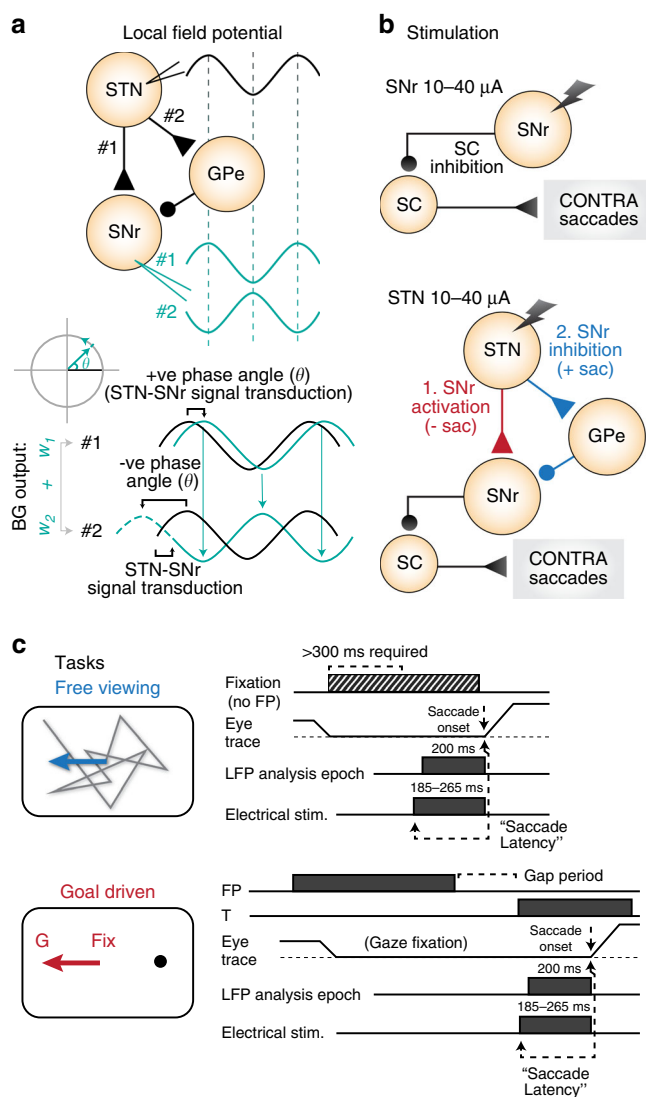 a
Local field potential
STN
#2
#1
GPe
SNr
#1
#2
θ
+ve phase angle (θ)
(STN-SNr signal transduction)
BG output:
w1
+
w2
#1
-ve phase
angle (θ)
#2
STN-SNr
signal transduction
b
Stimulation
SNr 10–40 μA
SNr
SC
inhibition
SC
CONTRA
saccades
STN 10–40 μA
STN
2. SNr
inhibition
(+ sac)
1. SNr
activation
(- sac)
GPe
SNr
SC
CONTRA
saccades
c
Tasks
Free viewing
>300 ms required
Fixation
(no FP)
Saccade
onset
Eye
trace
200 ms
LFP analysis epoch
185–265 ms
Electrical stim.
“Saccade
Latency’’
Goal driven
G
Fix
FP
Gap period
T
Eye
trace
(Gaze fixation)
Saccade
onset
200 ms
LFP analysis epoch
185–265 ms
Electrical stim.
“Saccade
Latency’’